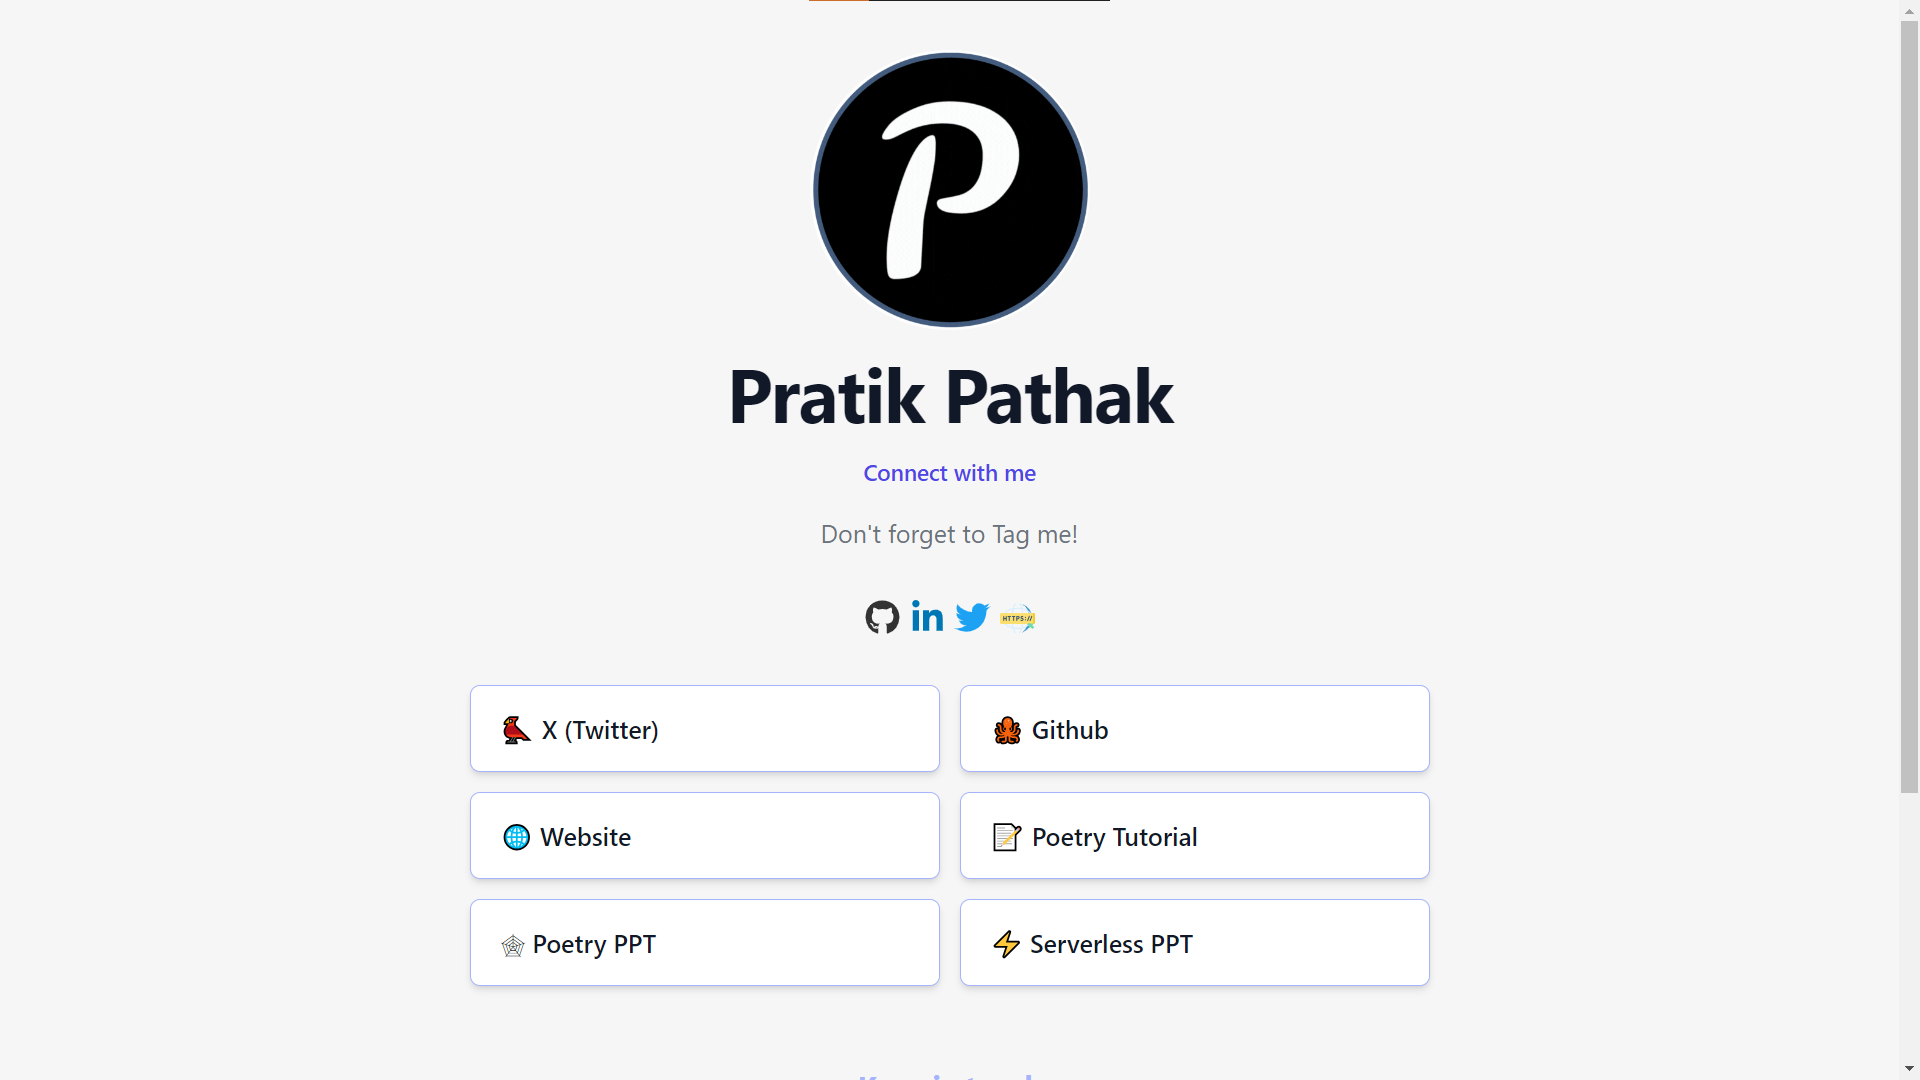 P
Pratik Pathak
Connect with me
Don't forget to Tag me!
in HTTPS://
X (Twitter)
Github
Website
Poetry Tutorial
Poetry PPT
Serverless PPT